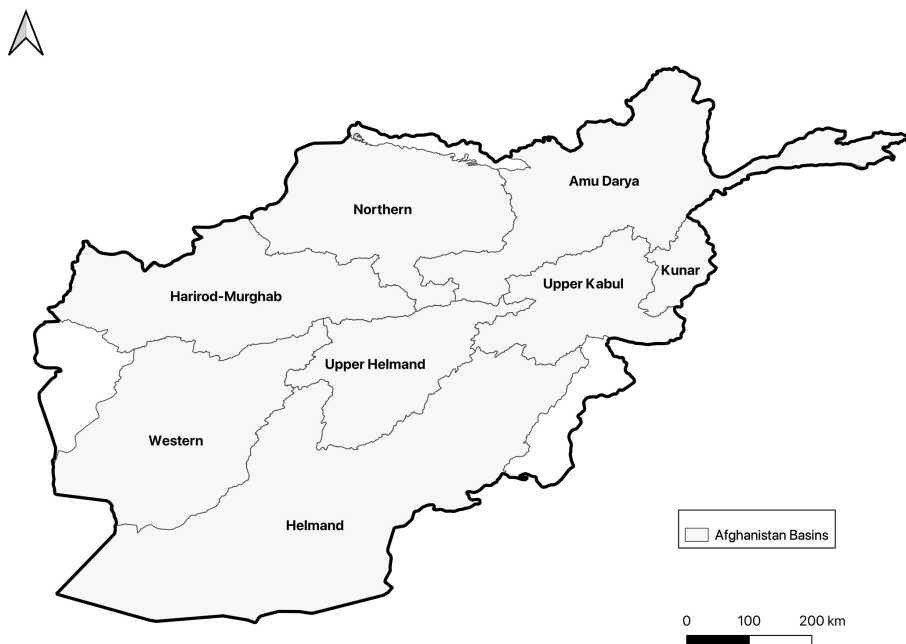 Amu Darya
Northern
Kunar
Upper Kabul
Harirod-Murghab
Upper Helmand
Western
Helmand
Afghanistan Basins
0 100 200 km